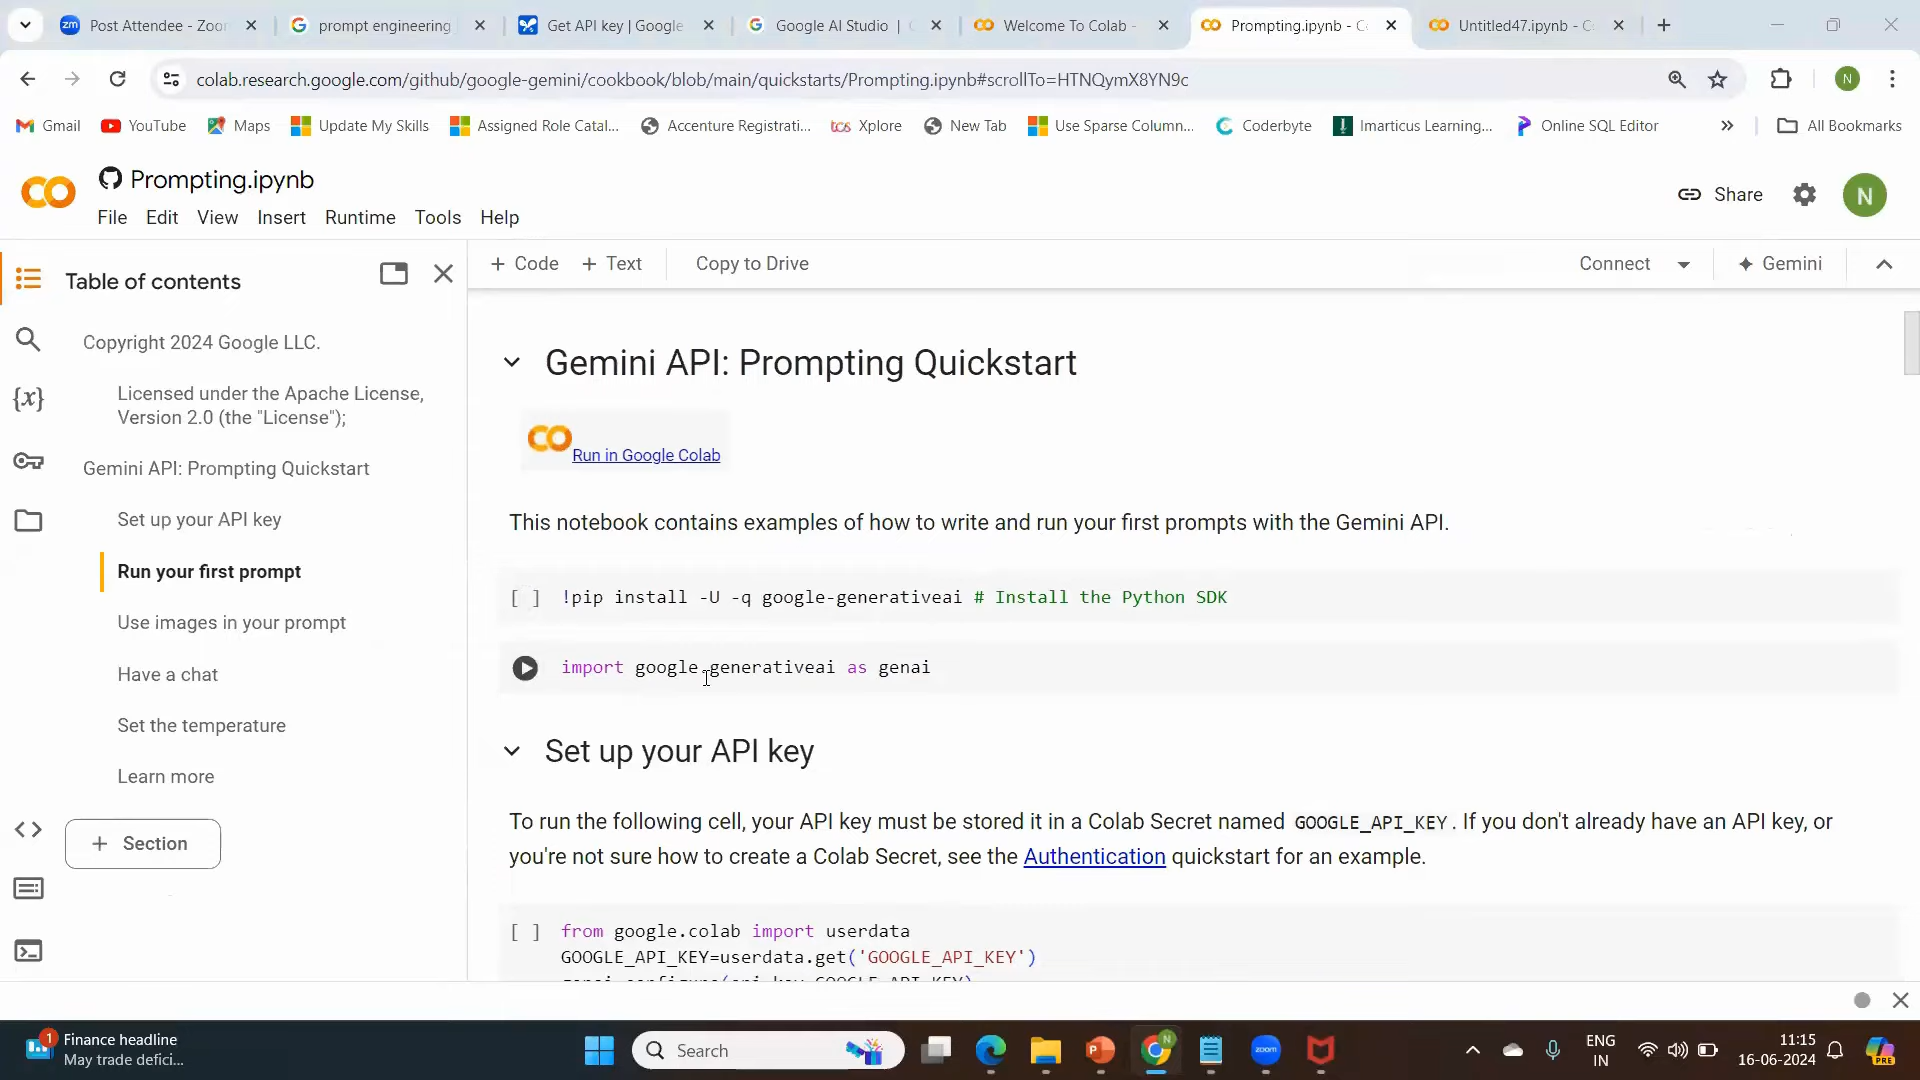 Post Attendee - Zoo
prompt engineering
Get API key | Google
Google AI Studio |
Welcome To Colab -
Prompting.ipynb - C
Untitled47.ipynb - C
colab.research.google.com/github/google-gemini/cookbook/blob/main/quickstarts/Prompting.ipynb#scrollTo=HTNQymX8YN9c
N
Gmail
YouTube
Maps
Update My Skills
Assigned Role Catal...
Accenture Registrati...
tcs Xplore
New Tab
Use Sparse Column...
Coderbyte
Imarticus Learning...
Online SQL Editor
All Bookmarks
Prompting.ipynb
File Edit View Insert Runtime Tools Help
Share
N
Table of contents
+ Code + Text Copy to Drive
Connect
Gemini
Copyright 2024 Google LLC.
Licensed under the Apache License,
Version 2.0 (the "License");
Gemini API: Prompting Quickstart
Set up your API key
Run your first prompt
Use images in your prompt
Have a chat
Set the temperature
Learn more
+ Section
Gemini API: Prompting Quickstart
Run in Google Colab
This notebook contains examples of how to write and run your first prompts with the Gemini API.
[ ] !pip install -U -q google-generativeai # Install the Python SDK
import google.generativeai as genai
Set up your API key
To run the following cell, your API key must be stored it in a Colab Secret named GOOGLE_API_KEY. If you don't already have an API key, or
you're not sure how to create a Colab Secret, see the Authentication quickstart for an example.
[ ] from google.colab import userdata
GOOGLE_API_KEY=userdata.get('GOOGLE_API_KEY')
genai.configure(api_key=GOOGLE_API_KEY)
1
Finance headline
May trade defici...
Search
ENG
IN
11:15
16-06-2024